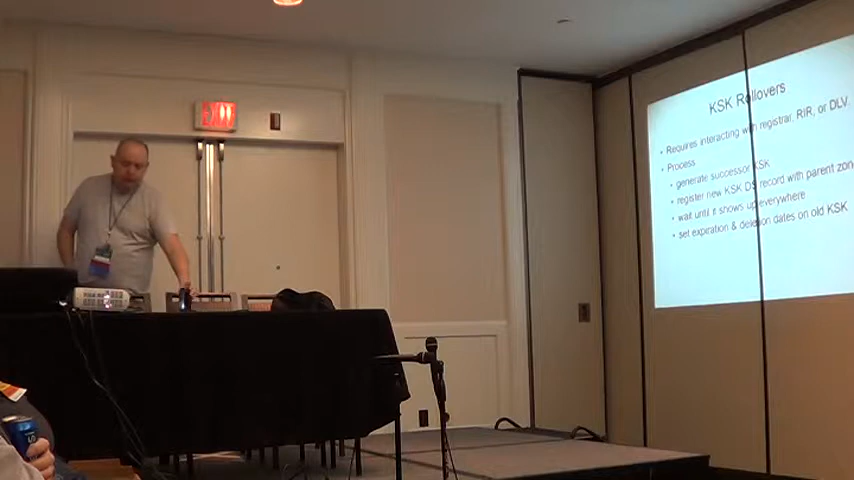 EXIT
KSK Rollovers
• Requires interacting with registrar, RIR, or DLV
• Process
• generate successor KSK
• register new KSK DS record with parent zone
• wait until it shows up everywhere
• set expiration & deletion dates on old KSK